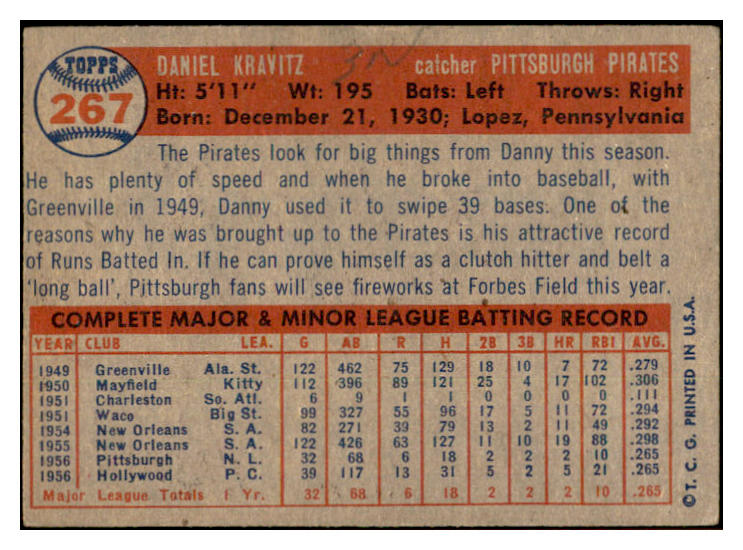 TOPPS
267
DANIEL KRAVITZ catcher PITTSBURGH PIRATES
Ht: 5'11" Wt: 195 Bats: Left Throws: Right
Born: December 21, 1930; Lopez, Pennsylvania
The Pirates look for big things from Danny this season.
He has plenty of speed and when he broke into baseball, with
Greenville in 1949, Danny used it to swipe 39 bases. One of the
reasons why he was brought up to the Pirates is his attractive record
of Runs Batted In. If he can prove himself as a clutch hitter and belt a
'long ball', Pittsburgh fans will see fireworks at Forbes Field this year.
COMPLETE MAJOR & MINOR LEAGUE BATTING RECORD
YEAR CLUB LEA. G AB R H 2B 3B HR RBI AVG.
1949 Greenville Ala. St. 122 462 75 129 18 10 7 72 .279
1950 Mayfield Kitty 112 396 89 121 25 4 17 102 .306
1951 Charleston So. Atl. 6 9 1 1 0 0 0 0 .111
1951 Waco Big St. 99 327 55 96 17 5 11 72 .294
1954 New Orleans S. A. 82 271 39 79 13 2 11 49 .292
1955 New Orleans S. A. 122 426 63 127 11 10 19 88 .298
1956 Pittsburgh N. L. 32 68 6 18 2 2 2 10 .265
1956 Hollywood P. C. 39 117 13 31 5 2 5 21 .265
Major League Totals 1 Yr. 32 68 6 18 2 2 2 10 .265
© T. C. G. PRINTED IN U.S.A.